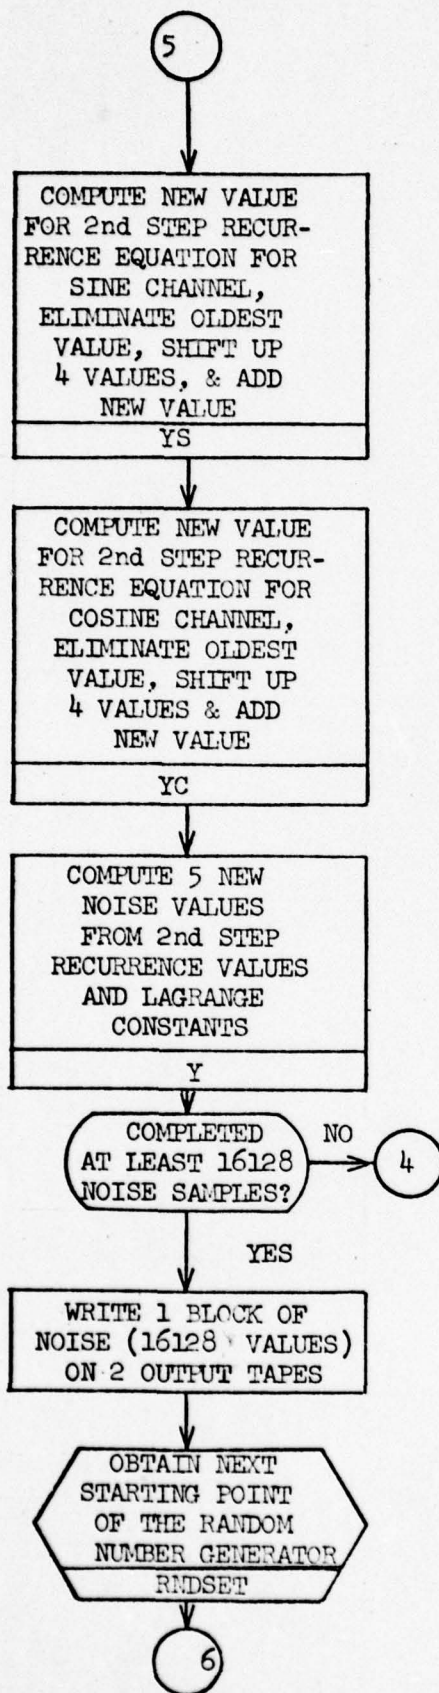 5
COMPUTE NEW VALUE
FOR 2nd STEP RECUR-
RENCE EQUATION FOR
SINE CHANNEL,
ELIMINATE OLDEST
VALUE, SHIFT UP
4 VALUES, & ADD
NEW VALUE
YS
COMPUTE NEW VALUE
FOR 2nd STEP RECUR-
RENCE EQUATION FOR
COSINE CHANNEL,
ELIMINATE OLDEST
VALUE, SHIFT UP
4 VALUES & ADD
NEW VALUE
YC
COMPUTE 5 NEW
NOISE VALUES
FROM 2nd STEP
RECURRENCE VALUES
AND LAGRANGE
CONSTANTS
Y
COMPLETED
AT LEAST 16128
NOISE SAMPLES?
NO
4
YES
WRITE 1 BLOCK OF
NOISE (16128 VALUES)
ON 2 OUTPUT TAPES
OBTAIN NEXT
STARTING POINT
OF THE RANDOM
NUMBER GENERATOR
RNDSET
6